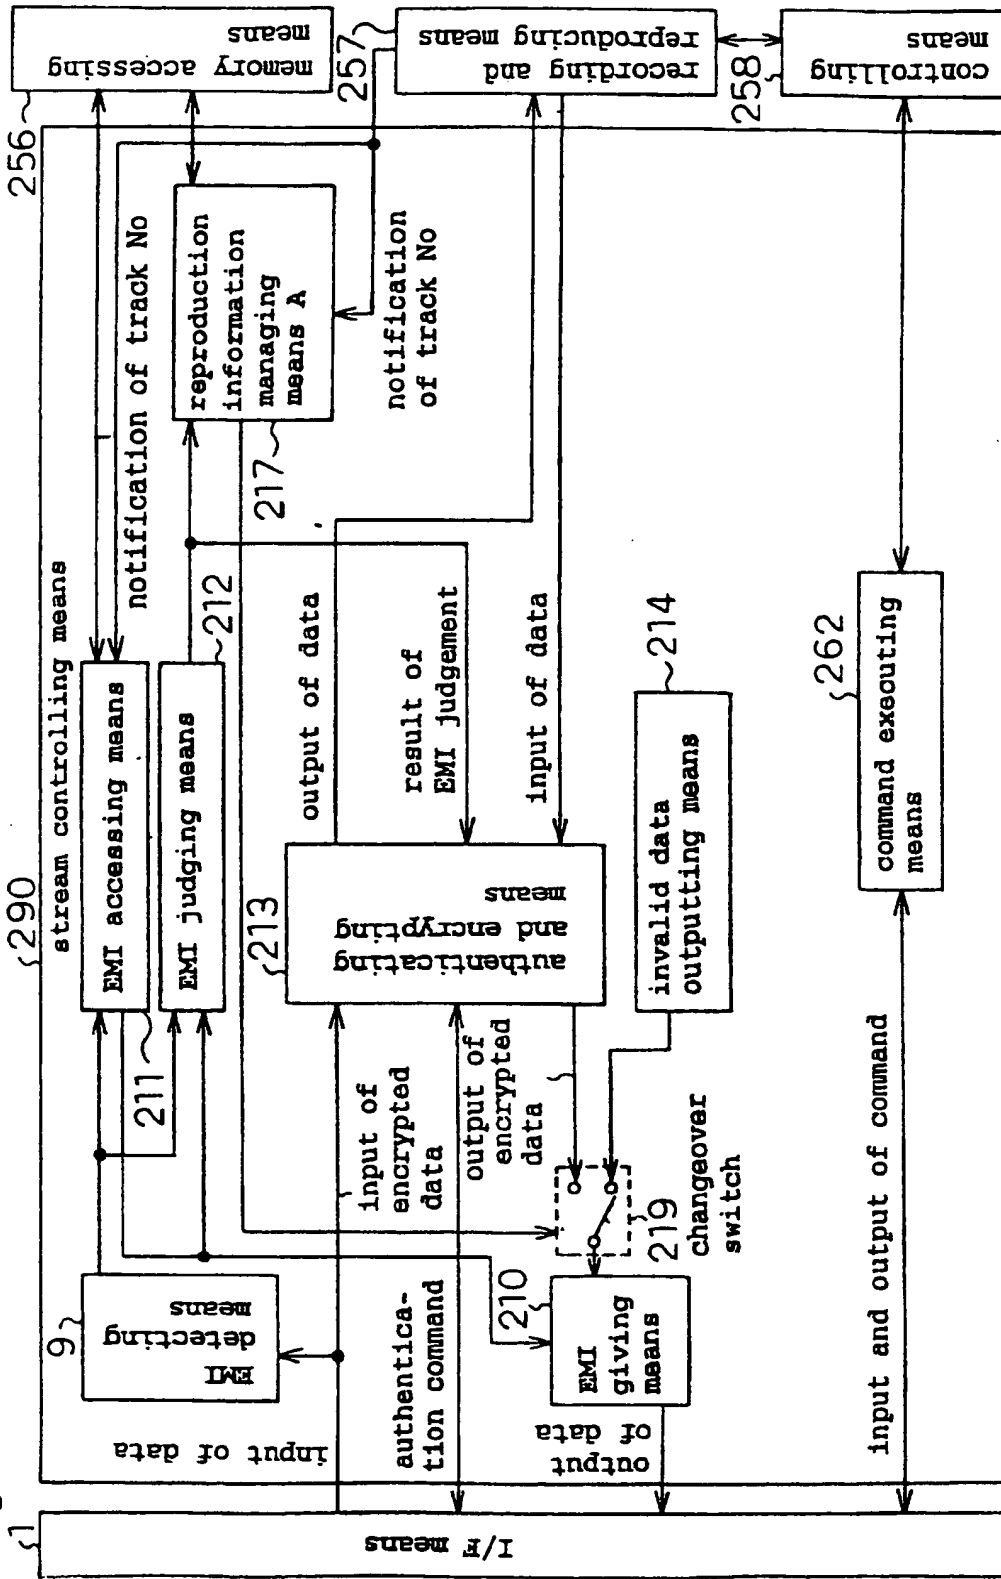 290
stream controlling means
256
memory accessing
means
257
recording and
reproducing means
258
controlling
means
EMI accessing means
211
EMI judging means
212
notification of track No
reproduction
information
managing
means A
217
notification
of track No
output of data
result of
EMI judgement
input of data
213
authenticating
and encrypting
means
invalid data
outputting means
214
262
command executing
means
9
EMI
detecting
means
input of data
input of
encrypted
data
authentica-
tion command
output of
encrypted
data
219
changeover
switch
210
EMI
giving
means
output
of data
input and output of command
1
I/F means